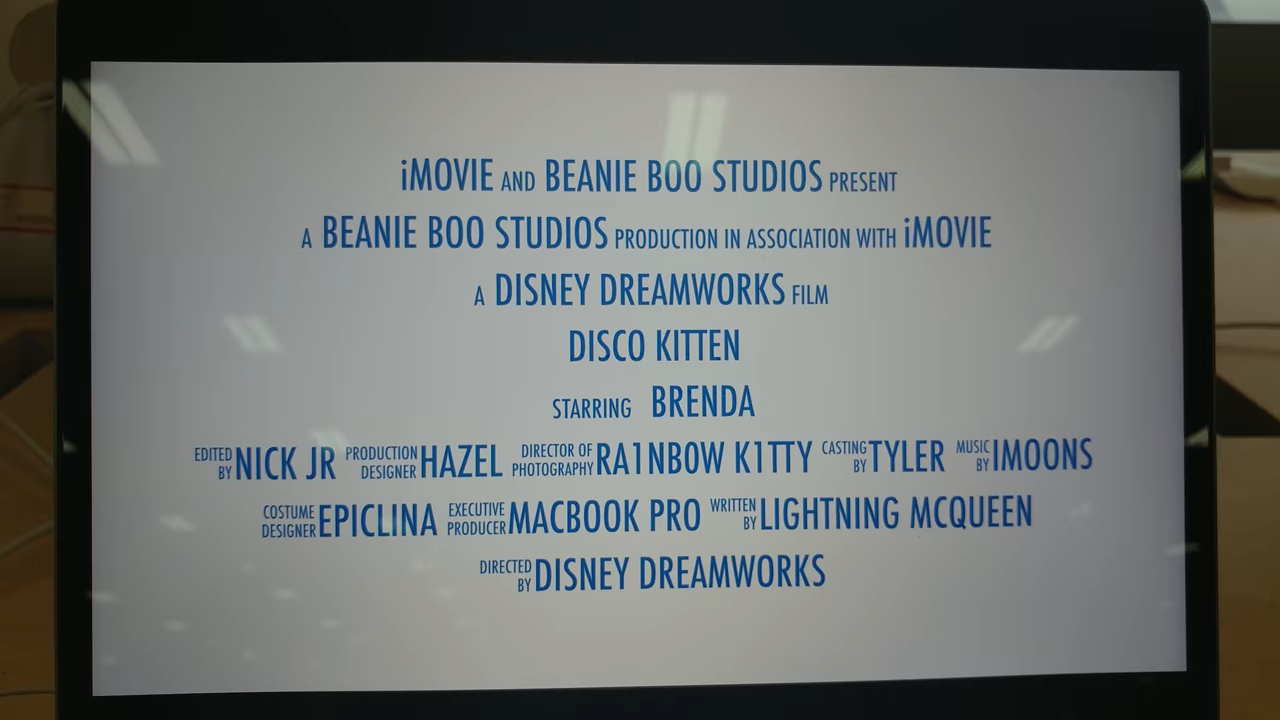 iMOVIE AND BEANIE BOO STUDIOS PRESENT
A BEANIE BOO STUDIOS PRODUCTION IN ASSOCIATION WITH iMOVIE
A DISNEY DREAMWORKS FILM
DISCO KITTEN
STARRING BRENDA
EDITED BY NICK JR PRODUCTION DESIGNER HAZEL DIRECTOR OF PHOTOGRAPHY RA1NBOW K1TTY CASTING BY TYLER MUSIC BY IMOONS
COSTUME DESIGNER EPICLINA EXECUTIVE PRODUCER MACBOOK PRO WRITTEN BY LIGHTNING MCQUEEN
DIRECTED BY DISNEY DREAMWORKS